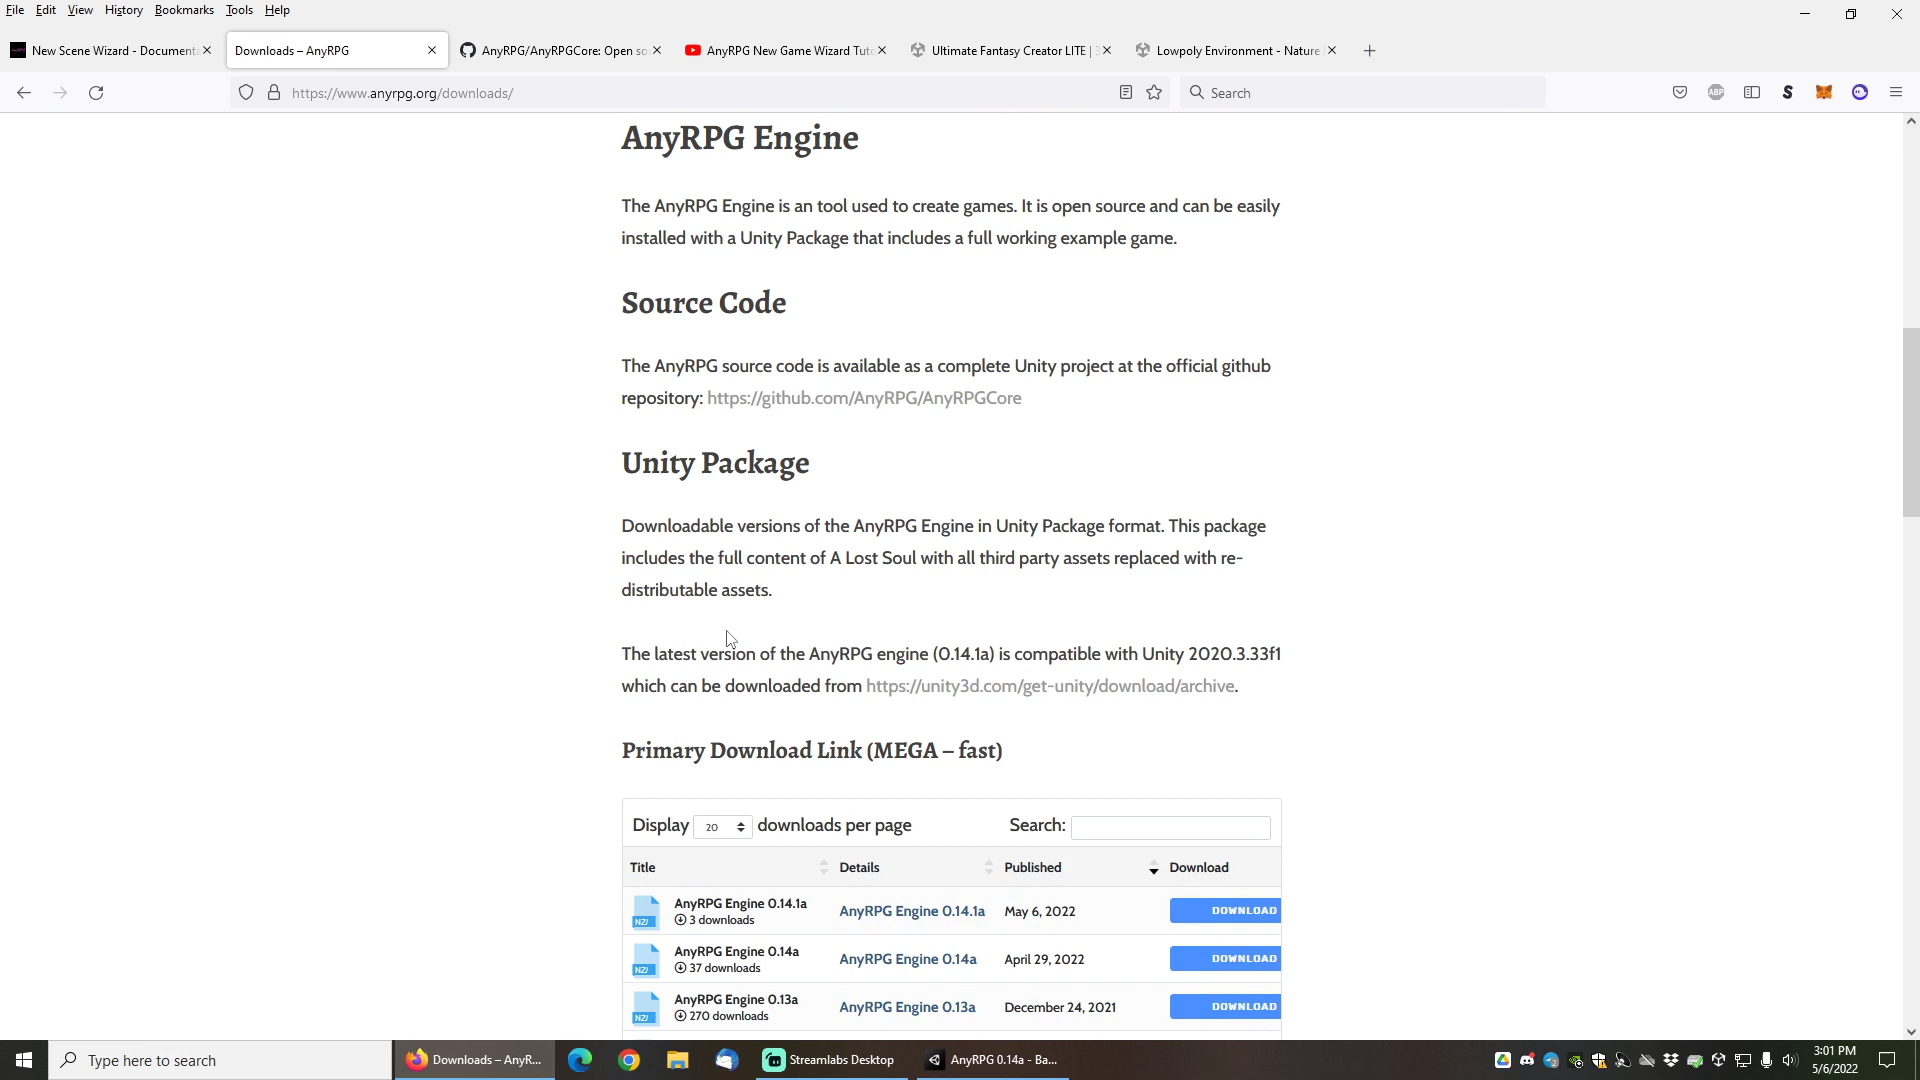 File Edit View History Bookmarks Tools Help
New Scene Wizard - Documenta
Downloads – AnyRPG
AnyRPG/AnyRPGCore: Open so
AnyRPG New Game Wizard Tuto
Ultimate Fantasy Creator LITE |
Lowpoly Environment - Nature
https://www.anyrpg.org/downloads/
Search
ABP
AnyRPG Engine
The AnyRPG Engine is an tool used to create games. It is open source and can be easily
installed with a Unity Package that includes a full working example game.
Source Code
The AnyRPG source code is available as a complete Unity project at the official github
repository: https://github.com/AnyRPG/AnyRPGCore
Unity Package
Downloadable versions of the AnyRPG Engine in Unity Package format. This package
includes the full content of A Lost Soul with all third party assets replaced with re-
distributable assets.
The latest version of the AnyRPG engine (0.14.1a) is compatible with Unity 2020.3.33f1
which can be downloaded from https://unity3d.com/get-unity/download/archive.
Primary Download Link (MEGA – fast)
Display 20 downloads per page Search:
Title Details Published Download
AnyRPG Engine 0.14.1a
3 downloads
AnyRPG Engine 0.14.1a May 6, 2022 DOWNLOAD
AnyRPG Engine 0.14a
37 downloads
AnyRPG Engine 0.14a April 29, 2022 DOWNLOAD
AnyRPG Engine 0.13a
270 downloads
AnyRPG Engine 0.13a December 24, 2021 DOWNLOAD
Type here to search
Downloads – AnyR...
Streamlabs Desktop
AnyRPG 0.14a - Ba...
3:01 PM
5/6/2022